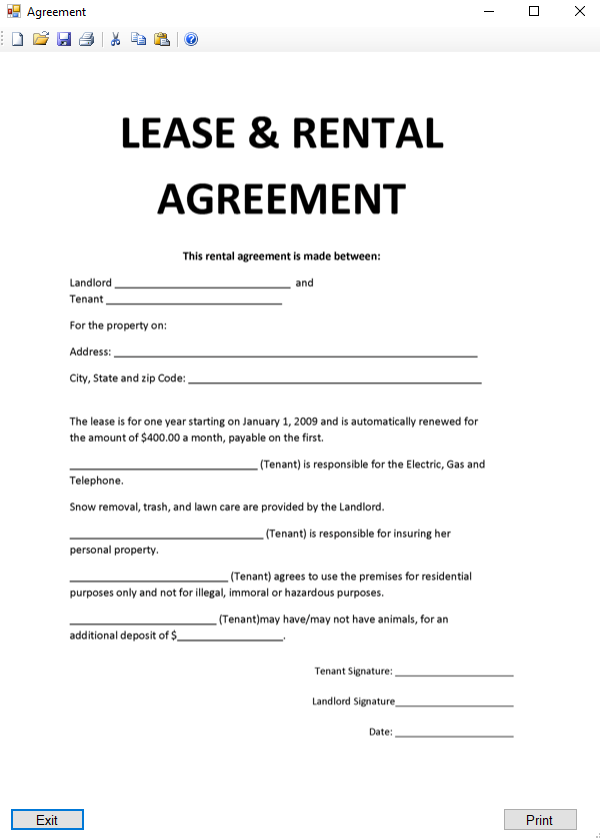 Agreement
LEASE & RENTAL
AGREEMENT
This rental agreement is made between:
Landlord ______________________________ and
Tenant ______________________________
For the property on:
Address: ______________________________________________________________
City, State and zip Code: __________________________________________________
The lease is for one year starting on January 1, 2009 and is automatically renewed for
the amount of $400.00 a month, payable on the first.
________________________________ (Tenant) is responsible for the Electric, Gas and
Telephone.
Snow removal, trash, and lawn care are provided by the Landlord.
_________________________________ (Tenant) is responsible for insuring her
personal property.
___________________________ (Tenant) agrees to use the premises for residential
purposes only and not for illegal, immoral or hazardous purposes.
_________________________ (Tenant)may have/may not have animals, for an
additional deposit of $__________________.
Tenant Signature: ____________________
Landlord Signature____________________
Date: ____________________
Exit Print